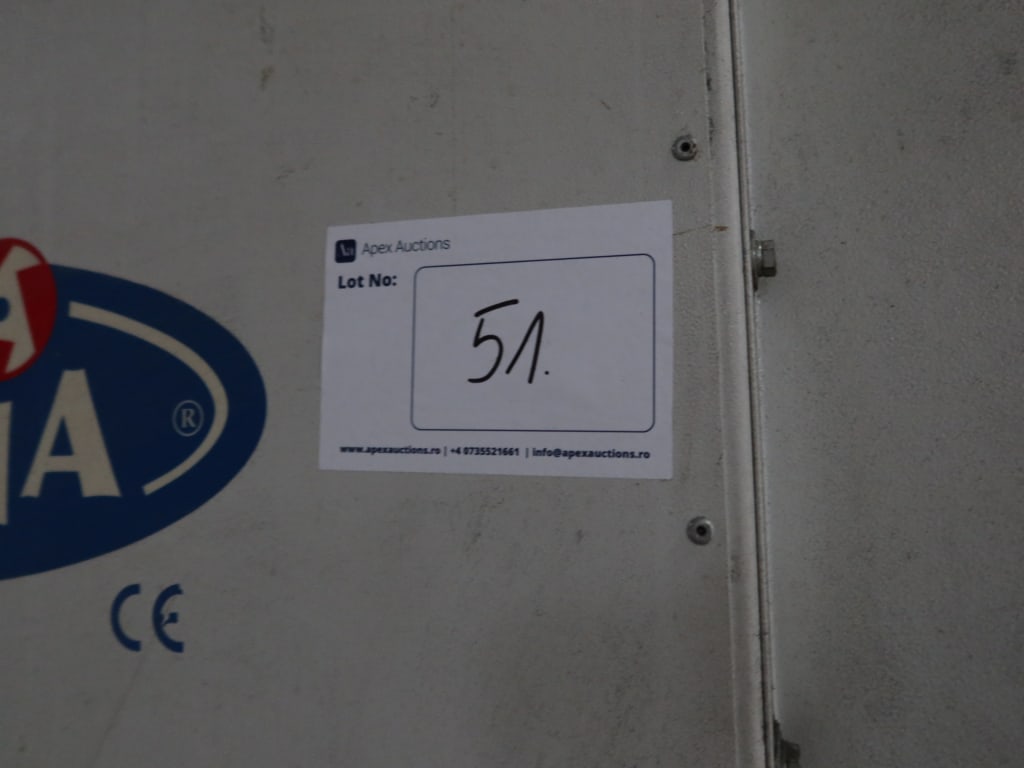 Apex Auctions
Lot No:
51.
www.apexauctions.ro | +4 0735521661 | info@apexauctions.ro
®
CE